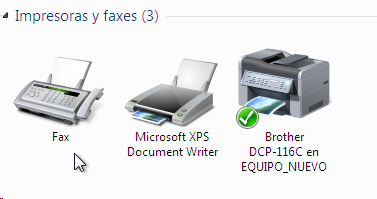 Impresoras y faxes (3)
Fax
Microsoft XPS
Document Writer
Brother
DCP-116C en
EQUIPO_NUEVO